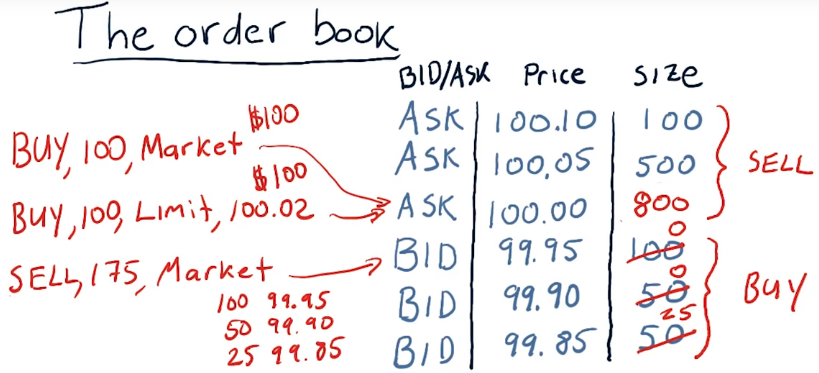 The order book
BID/ASK Price Size
$100
ASK 100.10 100
BUY, 100, Market
ASK 100.05 500
SELL
$100
BUY, 100, Limit, 100.02
ASK 100.00 800
0
BID 99.95 100
SELL, 175, Market
0
100 99.95
BID 99.90 50
BUY
50 99.90
25
25 99.85
BID 99.85 50